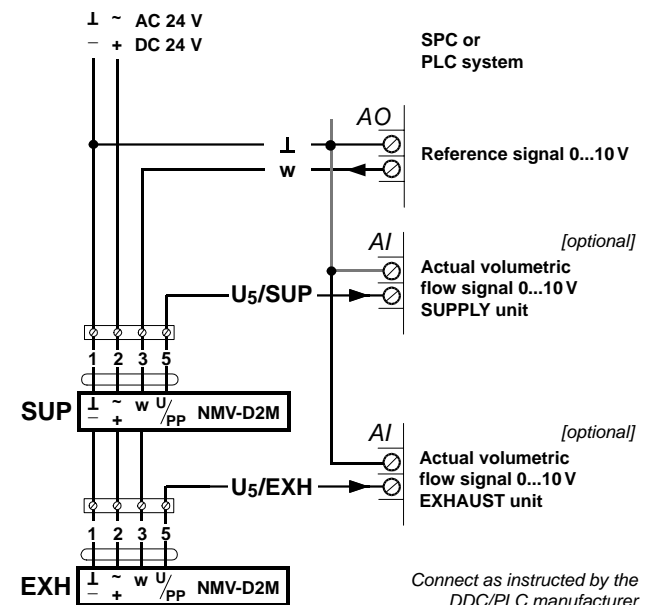 ⊥ ~ AC 24 V
− + DC 24 V
SPC or
PLC system
AO
⊥
w
Reference signal 0...10 V
AI
[optional]
Actual volumetric
flow signal 0...10 V
SUPPLY unit
U5/SUP
1 2 3 5
SUP
⊥ ~ w U/PP NMV-D2M
− +
AI
[optional]
Actual volumetric
flow signal 0...10 V
EXHAUST unit
U5/EXH
1 2 3 5
EXH
⊥ ~ w U/PP NMV-D2M
− +
Connect as instructed by the
DDC/PLC manufacturer